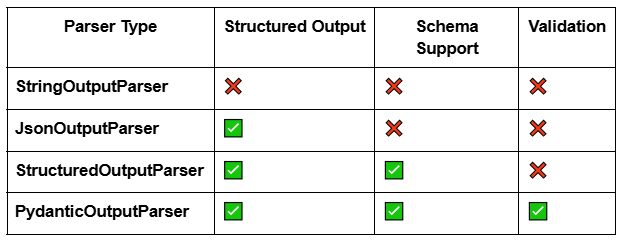 Parser Type Structured Output Schema Support Validation
StringOutputParser ❌ ❌ ❌
JsonOutputParser ✅ ❌ ❌
StructuredOutputParser ✅ ✅ ❌
PydanticOutputParser ✅ ✅ ✅